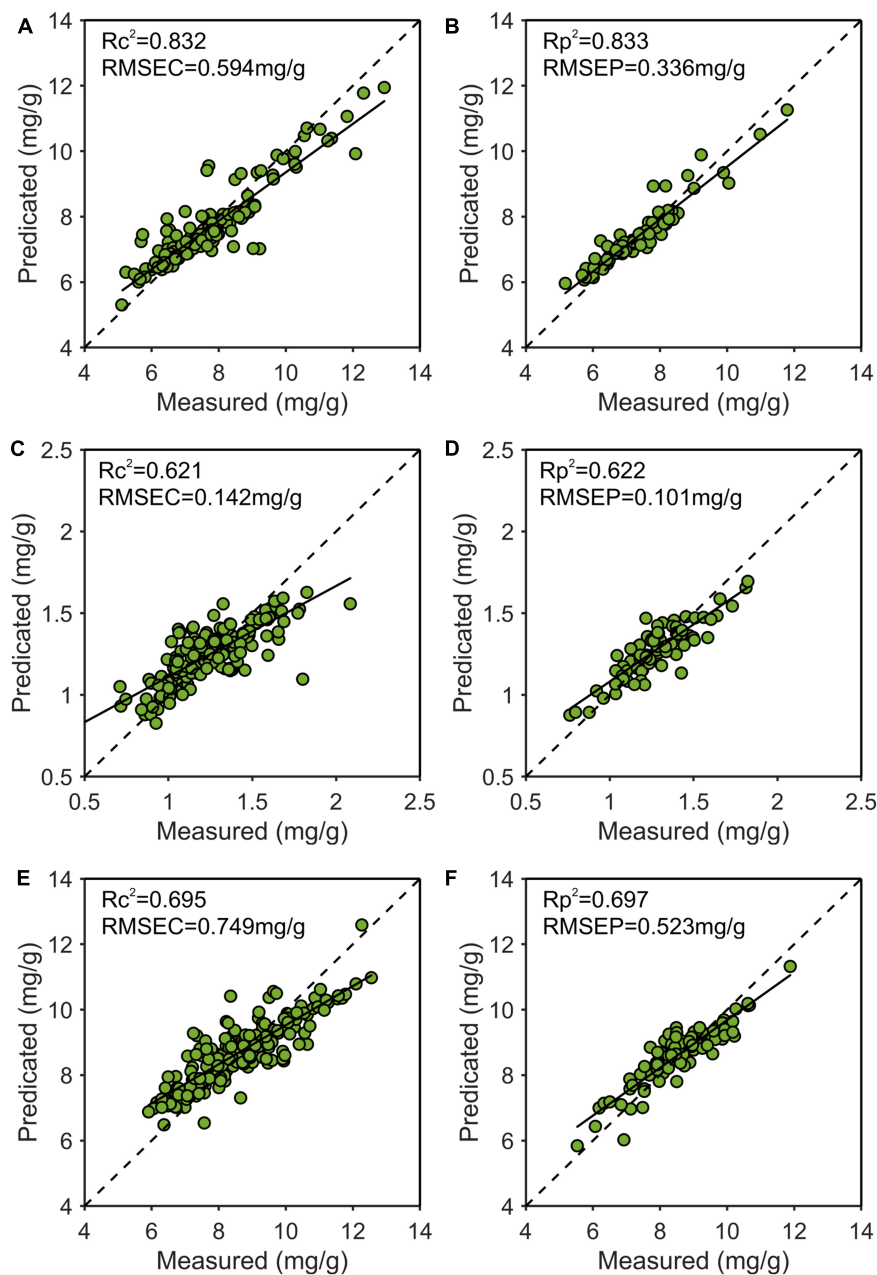 A
Rc²=0.832
RMSEC=0.594mg/g
14
12
10
8
6
4
Predicated (mg/g)
4 6 8 10 12 14
Measured (mg/g)
B
Rp²=0.833
RMSEP=0.336mg/g
14
12
10
8
6
4
Predicated (mg/g)
4 6 8 10 12 14
Measured (mg/g)
C
Rc²=0.621
RMSEC=0.142mg/g
2.5
2
1.5
1
0.5
Predicated (mg/g)
0.5 1 1.5 2 2.5
Measured (mg/g)
D
Rp²=0.622
RMSEP=0.101mg/g
2.5
2
1.5
1
0.5
Predicated (mg/g)
0.5 1 1.5 2 2.5
Measured (mg/g)
E
Rc²=0.695
RMSEC=0.749mg/g
14
12
10
8
6
4
Predicated (mg/g)
4 6 8 10 12 14
Measured (mg/g)
F
Rp²=0.697
RMSEP=0.523mg/g
14
12
10
8
6
4
Predicated (mg/g)
4 6 8 10 12 14
Measured (mg/g)